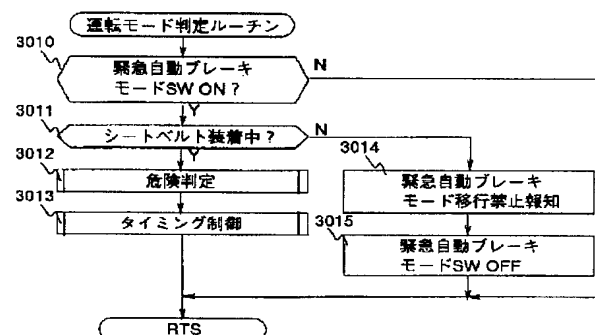 運転モード判定ルーチン
3010
緊急自動ブレーキ
モードSW ON？
N
Y
3011
シートベルト装着中？
N
Y
3012
危険判定
3013
タイミング制御
3014
緊急自動ブレーキ
モード移行禁止報知
3015
緊急自動ブレーキ
モードSW OFF
RTS